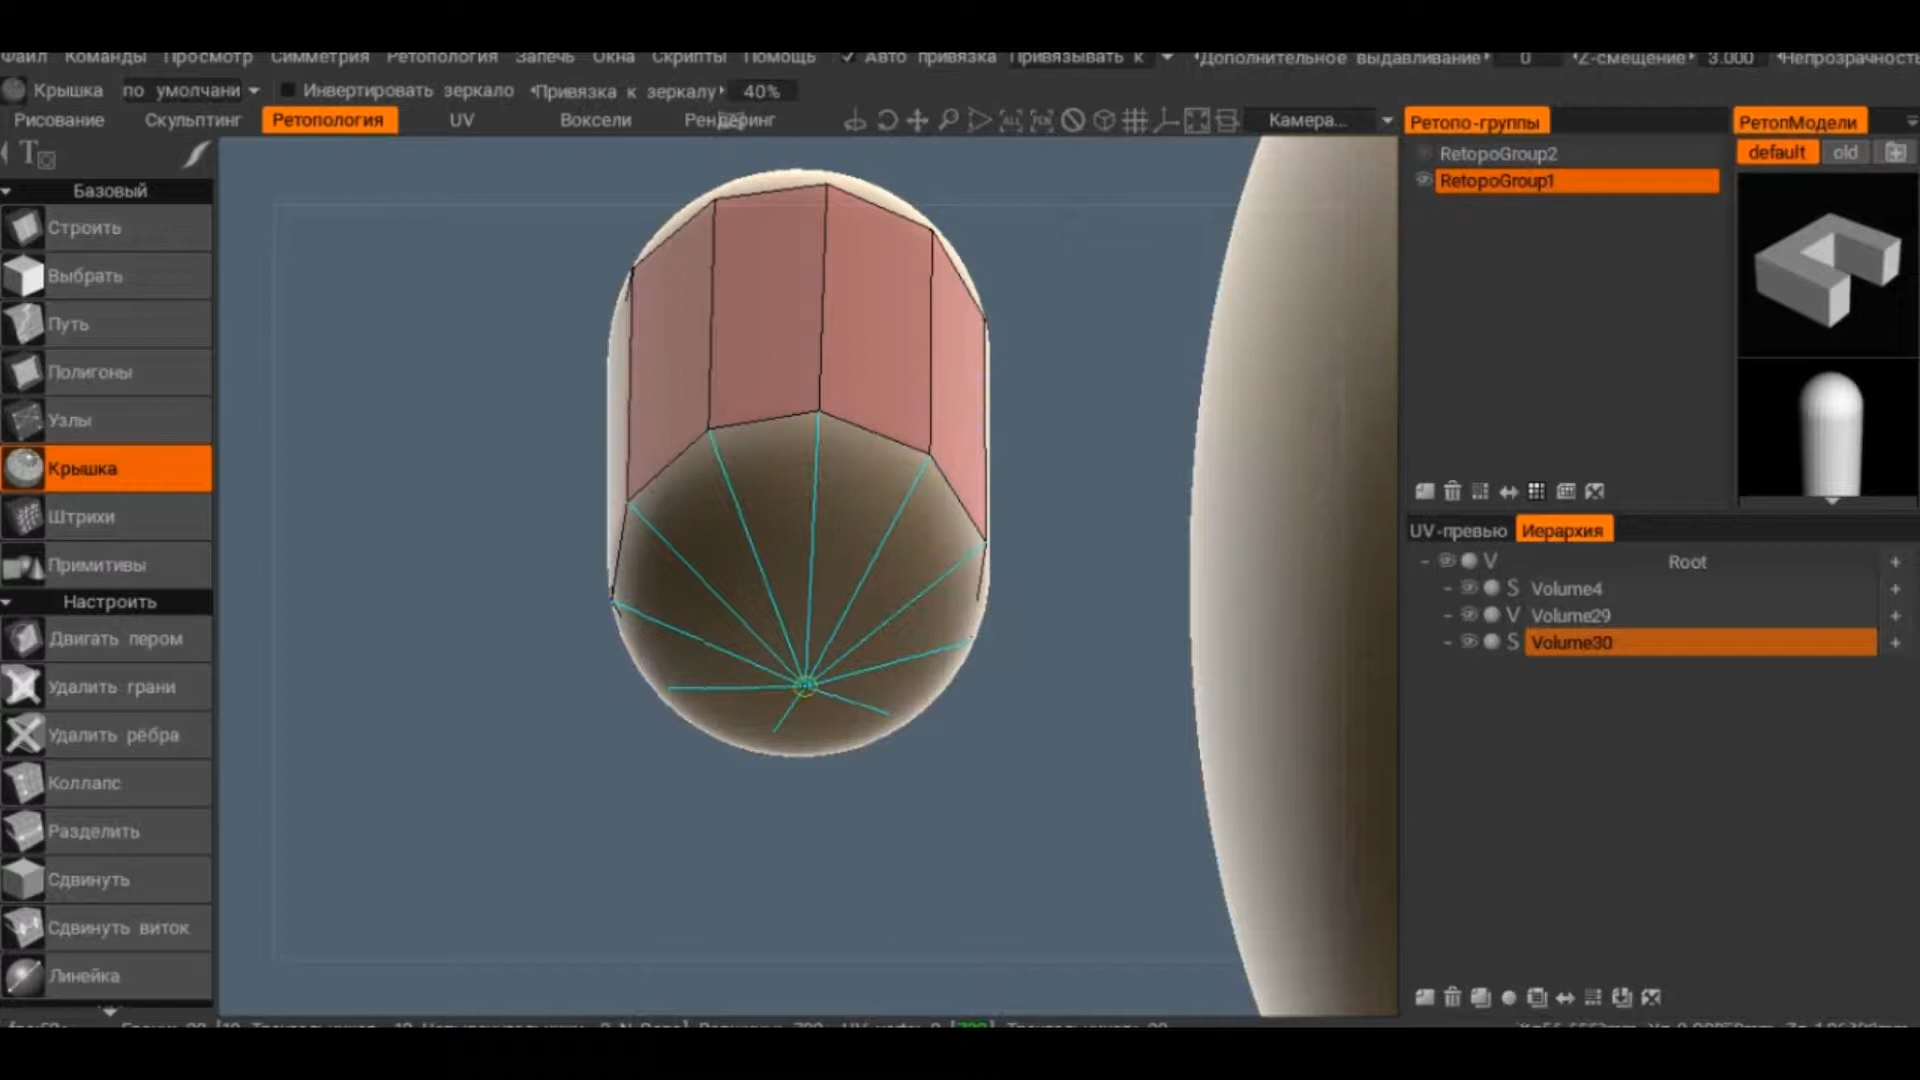 Файл Команды Просмотр Симметрия Ретопология Запечь Окна Скрипты Помощь Авто привязка Привязывать к Дополнительное выдавливание 0 Z-смещение 3.000
Крышка по умолчани Инвертировать зеркало Привязка к зеркалу 40%
Рисование Скульптинг Ретопология UV Воксели Рендеринг Камера...
Базовый
Строить
Выбрать
Путь
Полигоны
Узлы
Крышка
Штрихи
Примитивы
Настроить
Двигать пером
Удалить грани
Удалить рёбра
Коллапс
Разделить
Сдвинуть
Сдвинуть виток
Линейка
Ретопо-группы
RetopoGroup2
RetopoGroup1
РетопМодели
default old
UV-превью Иерархия
V Root +
S Volume4 +
V Volume29 +
S Volume30 +